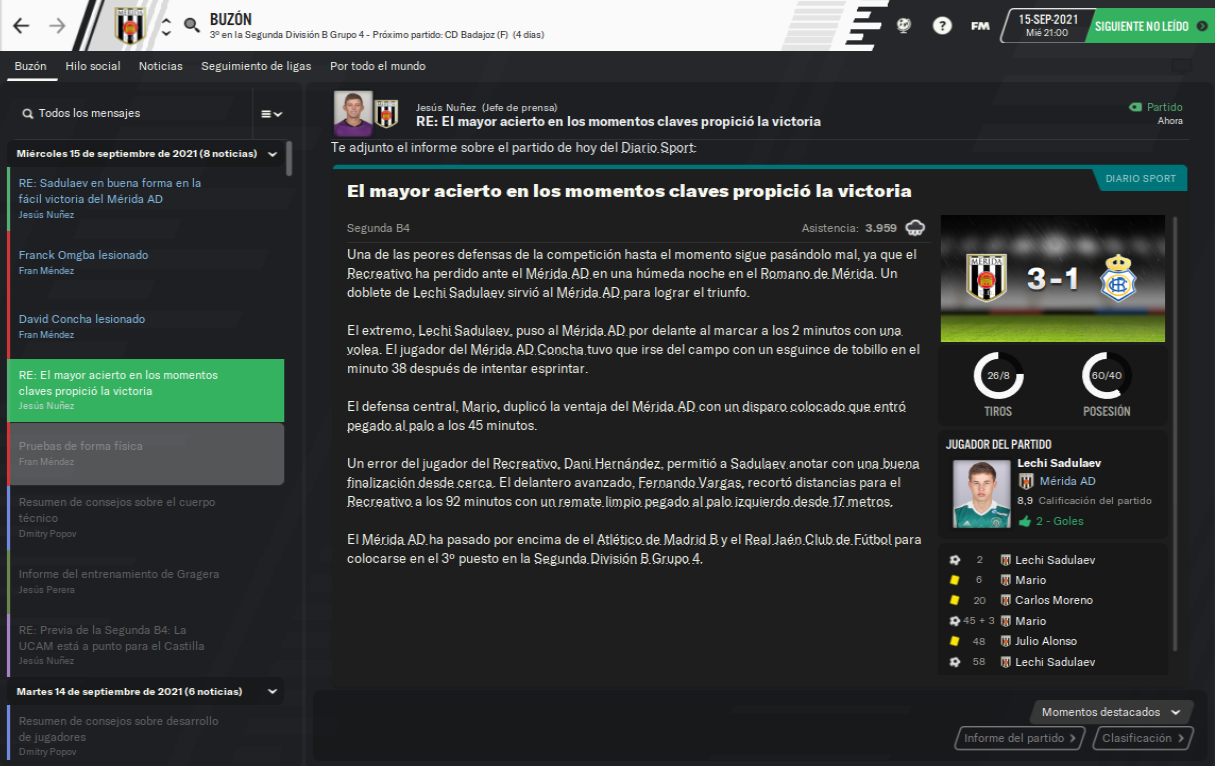 BUZÓN
3º en la Segunda División B Grupo 4 - Próximo partido: CD Badajoz (F) (4 dias)
MÉRIDA
?
FM
15-SEP-2021
Mié 21:00
SIGUIENTE NO LEÍDO
Buzón
Hilo social
Noticias
Seguimiento de ligas
Por todo el mundo
Todos los mensajes
Miércoles 15 de septiembre de 2021 (8 noticias)
RE: Sadulaev en buena forma en la
fácil victoria del Mérida AD
Jesús Nuñez
Franck Omgba lesionado
Fran Méndez
David Concha lesionado
Fran Méndez
RE: El mayor acierto en los momentos
claves propició la victoria
Jesús Nuñez
Pruebas de forma física
Fran Méndez
Resumen de consejos sobre el cuerpo
técnico
Dmitry Popov
Informe del entrenamiento de Gragera
Jesús Perera
RE: Previa de la Segunda B4: La
UCAM está a punto para el Castilla
Jesús Nuñez
Martes 14 de septiembre de 2021 (6 noticias)
Resumen de consejos sobre desarrollo
de jugadores
Dmitry Popov
Jesús Nuñez (Jefe de prensa)
RE: El mayor acierto en los momentos claves propició la victoria
Partido
Ahora
Te adjunto el informe sobre el partido de hoy del Diario Sport:
DIARIO SPORT
El mayor acierto en los momentos claves propició la victoria
Segunda B4
Asistencia: 3.959
Una de las peores defensas de la competición hasta el momento sigue pasándolo mal, ya que el
Recreativo ha perdido ante el Mérida AD en una húmeda noche en el Romano de Mérida. Un
doblete de Lechi Sadulaev sirvió al Mérida AD para lograr el triunfo.
El extremo, Lechi Sadulaev, puso al Mérida AD por delante al marcar a los 2 minutos con una
volea. El jugador del Mérida AD Concha tuvo que irse del campo con un esguince de tobillo en el
minuto 38 después de intentar esprintar.
El defensa central, Mario, duplicó la ventaja del Mérida AD con un disparo colocado que entró
pegado al palo a los 45 minutos.
Un error del jugador del Recreativo, Dani Hernández, permitió a Sadulaev anotar con una buena
finalización desde cerca. El delantero avanzado, Fernando Vargas, recortó distancias para el
Recreativo a los 92 minutos con un remate limpio pegado al palo izquierdo desde 17 metros.
El Mérida AD ha pasado por encima de el Atlético de Madrid B y el Real Jaén Club de Fútbol para
colocarse en el 3º puesto en la Segunda División B Grupo 4.
MÉRIDA
3-1
26/8
TIROS
60/40
POSESIÓN
JUGADOR DEL PARTIDO
Lechi Sadulaev
Mérida AD
8,9 Calificación del partido
2 - Goles
2 Lechi Sadulaev
6 Mario
20 Carlos Moreno
45 + 3 Mario
48 Julio Alonso
58 Lechi Sadulaev
Momentos destacados
Informe del partido
Clasificación